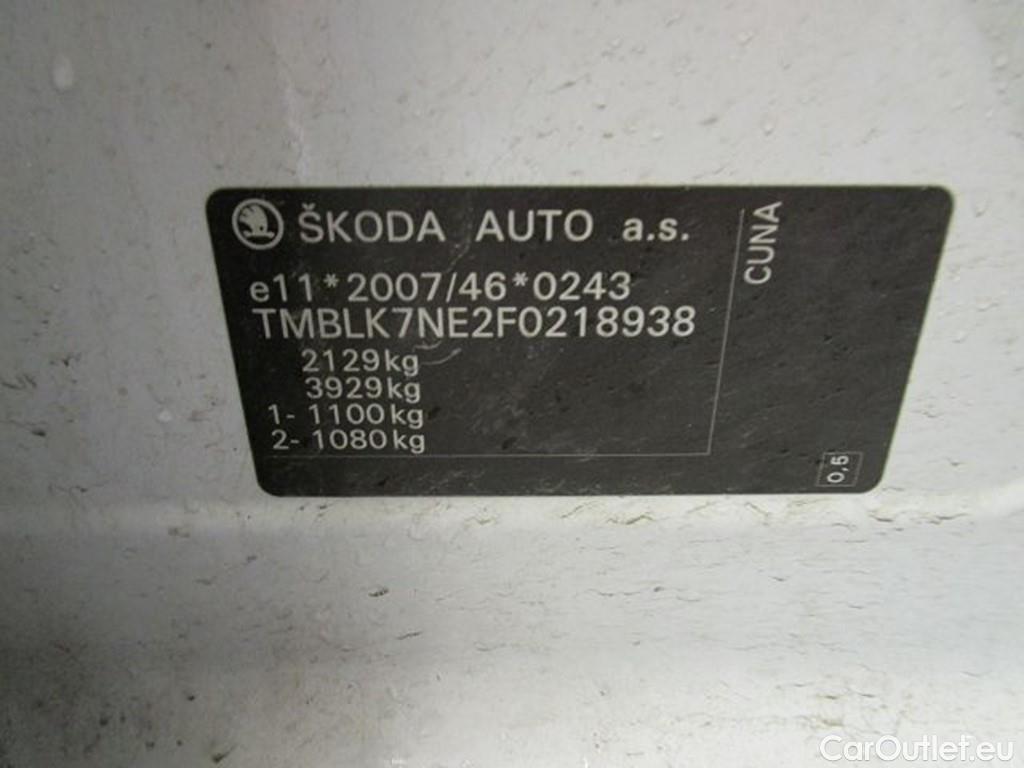 ŠKODA AUTO a.s.
e11*2007/46*0243
TMBLK7NE2F0218938
2129kg
3929kg
1- 1100kg
2- 1080kg
CUNA
0,5
CarOutlet.eu